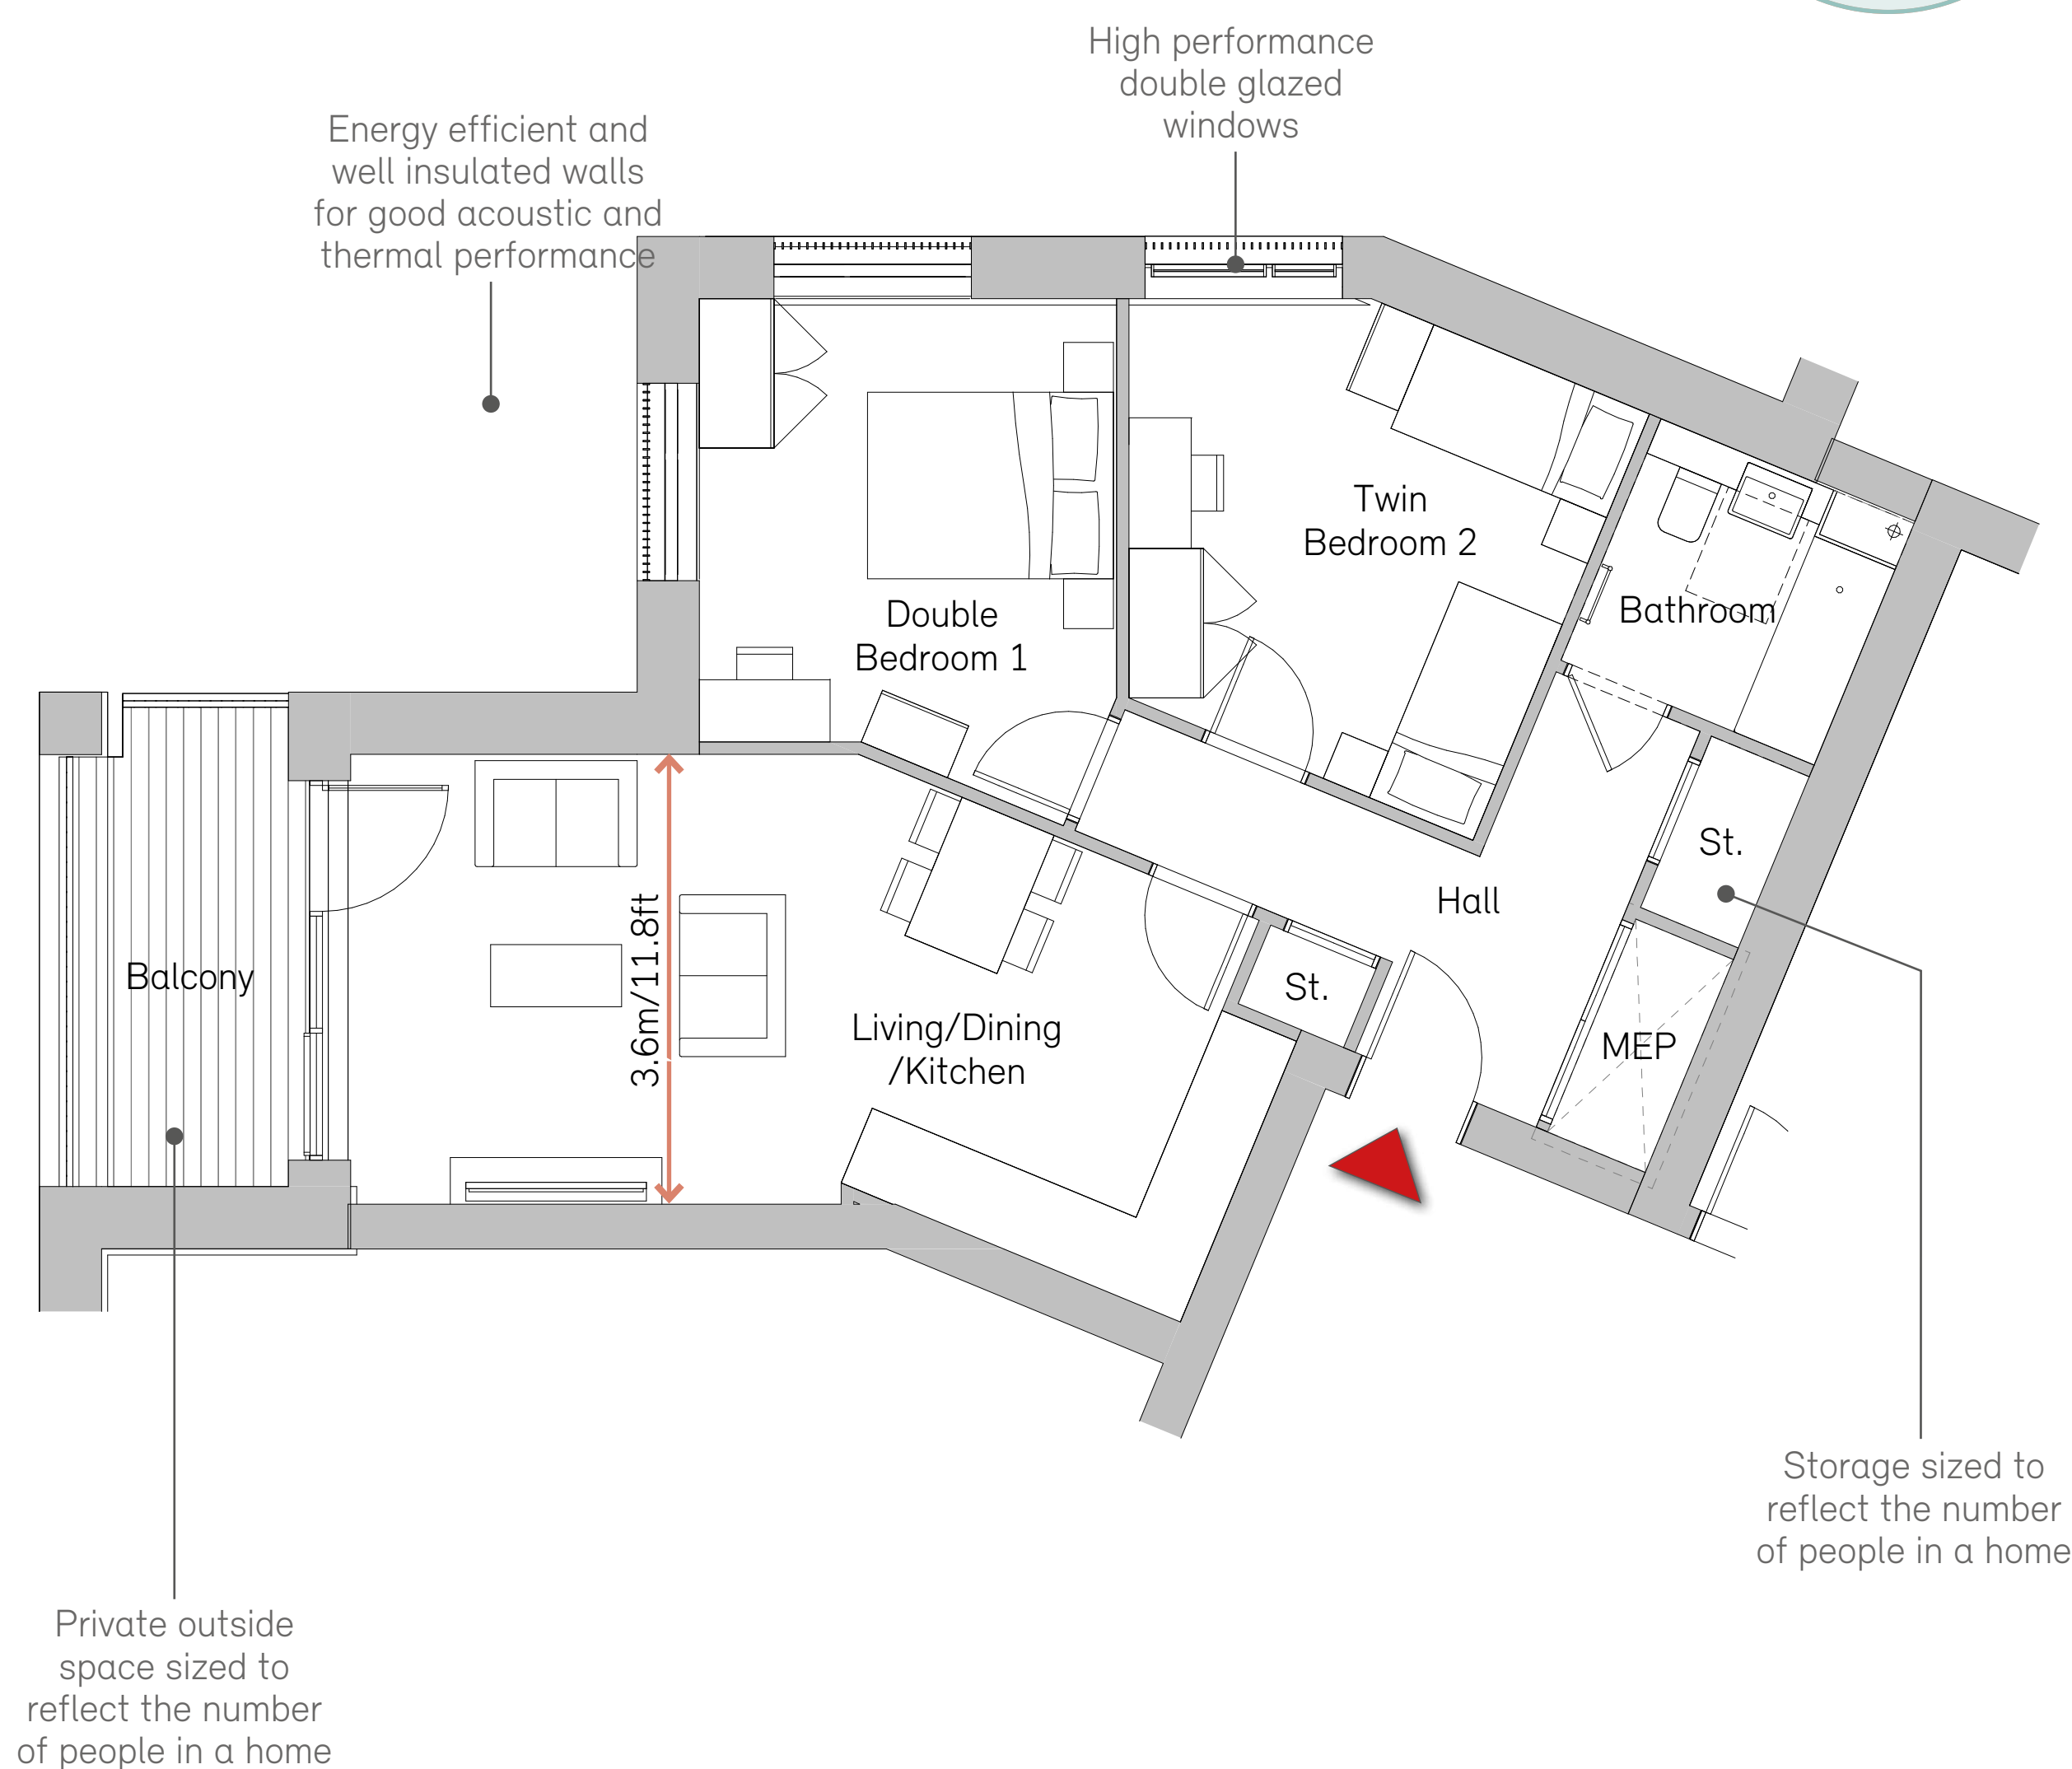 High performance
double glazed
windows
Energy efficient and
well insulated walls
for good acoustic and
thermal performance
Twin
Bedroom 2
Double
Bedroom 1
Bathroom
St.
Hall
Balcony
3.6m/11.8ft
St.
Living/Dining
/Kitchen
MEP
Storage sized to
reflect the number
of people in a home
Private outside
space sized to
reflect the number
of people in a home